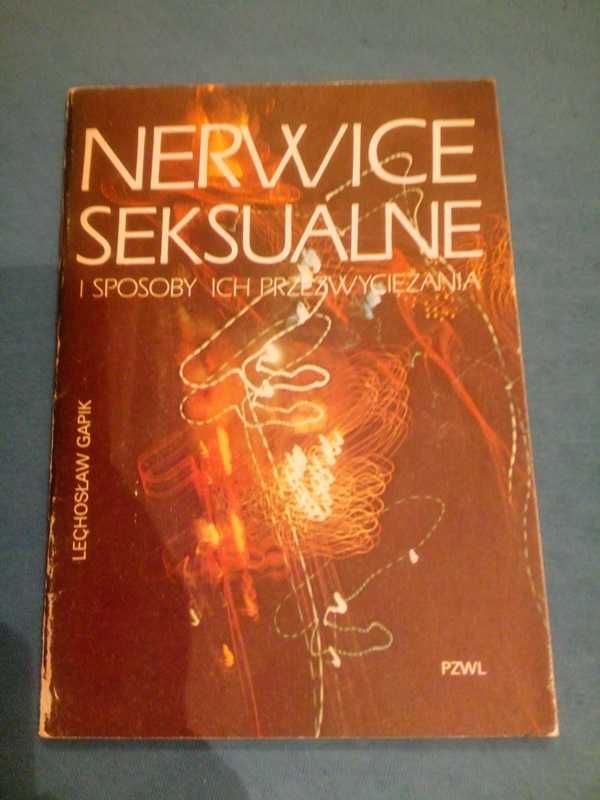 NERWICE
SEKSUALNE
I SPOSOBY ICH PRZEZWYCIĘŻANIA
LECHOSŁAW GAPIK
PZWL